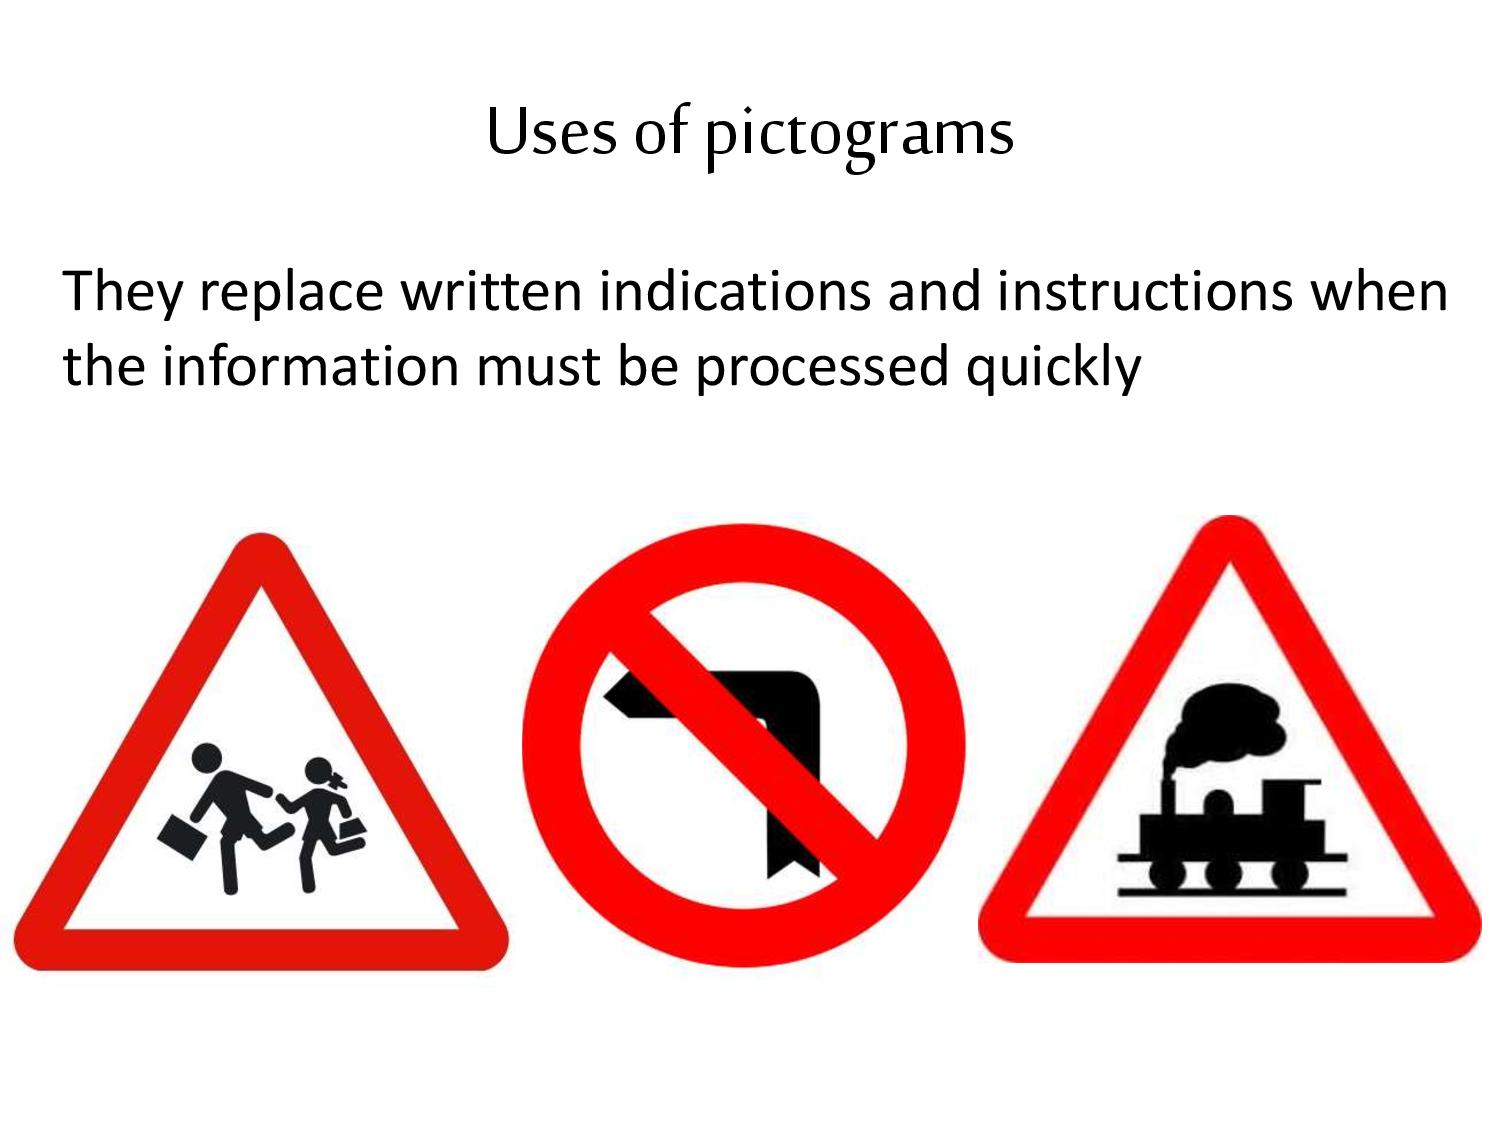 Uses of pictograms
They replace written indications and instructions when
the information must be processed quickly